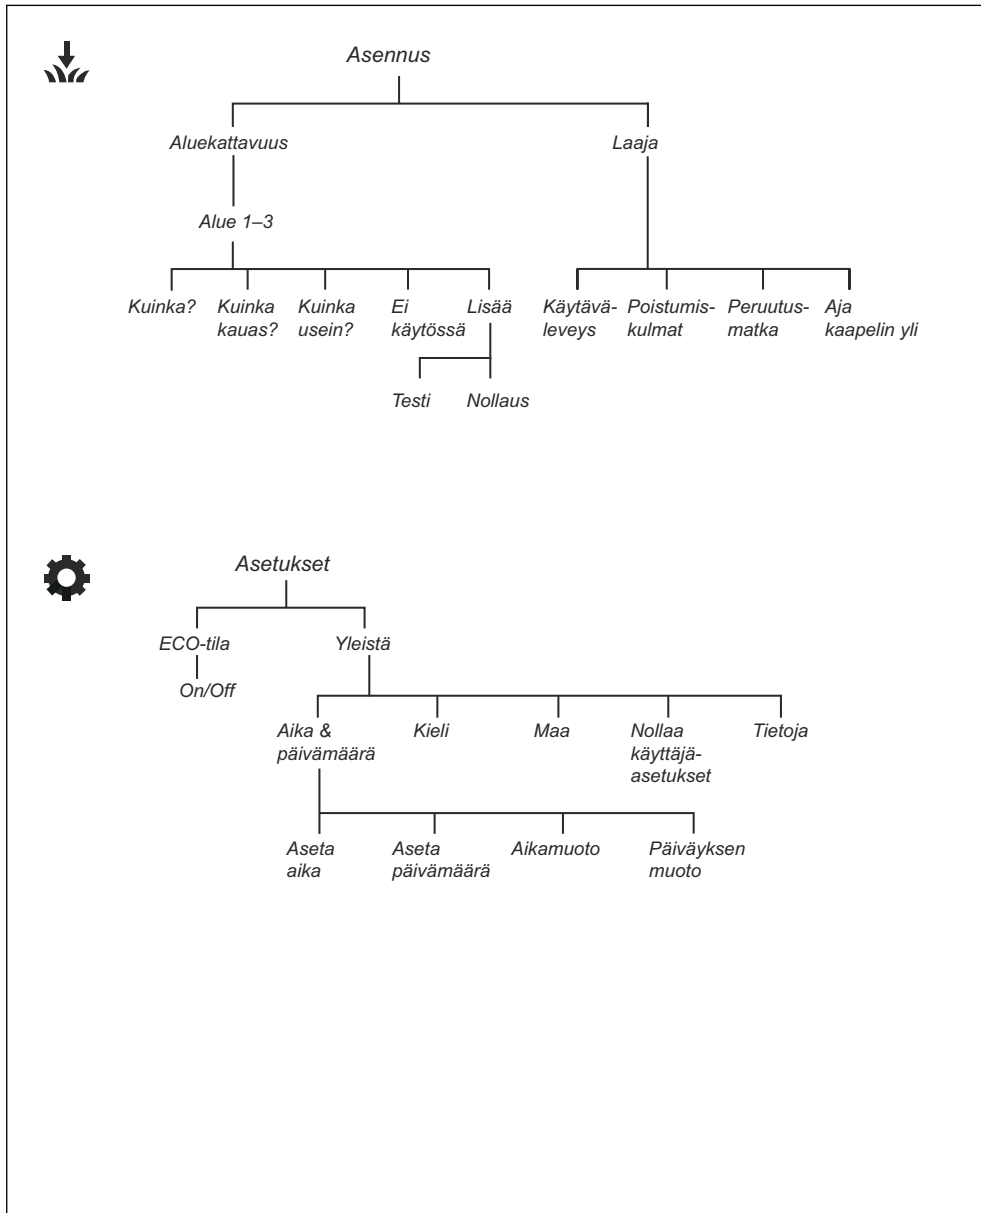 Asennus
Aluekattavuus
Laaja
Alue 1–3
Kuinka?
Kuinka
kauas?
Kuinka
usein?
Ei
käytössä
Lisää
Käytävä-
leveys
Poistumis-
kulmat
Peruutus-
matka
Aja
kaapelin yli
Testi
Nollaus
Asetukset
ECO-tila
Yleistä
On/Off
Aika &
päivämäärä
Kieli
Maa
Nollaa
käyttäjä-
asetukset
Tietoja
Aseta
aika
Aseta
päivämäärä
Aikamuoto
Päiväyksen
muoto